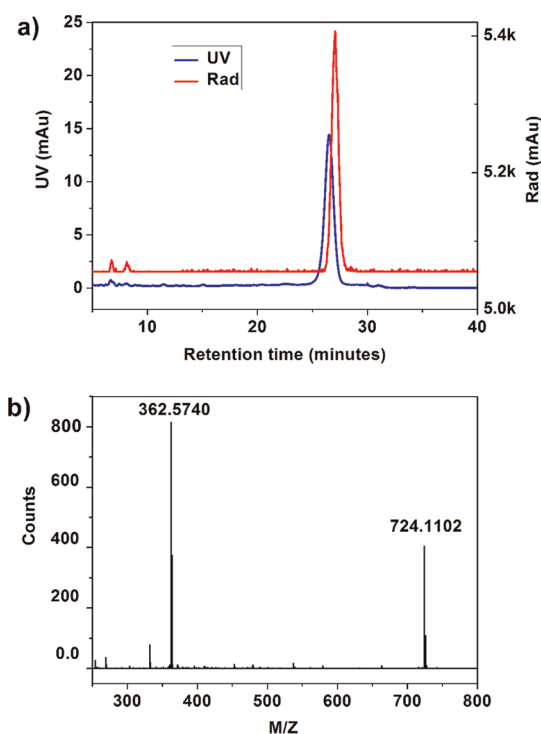 a)
25
20
15
10
5
0
UV (mAu)
UV
Rad
5.4k
5.2k
5.0k
Rad (mAu)
10
20
30
40
Retention time (minutes)
b)
362.5740
724.1102
800
600
400
200
0.0
Counts
300
400
500
600
700
800
M/Z